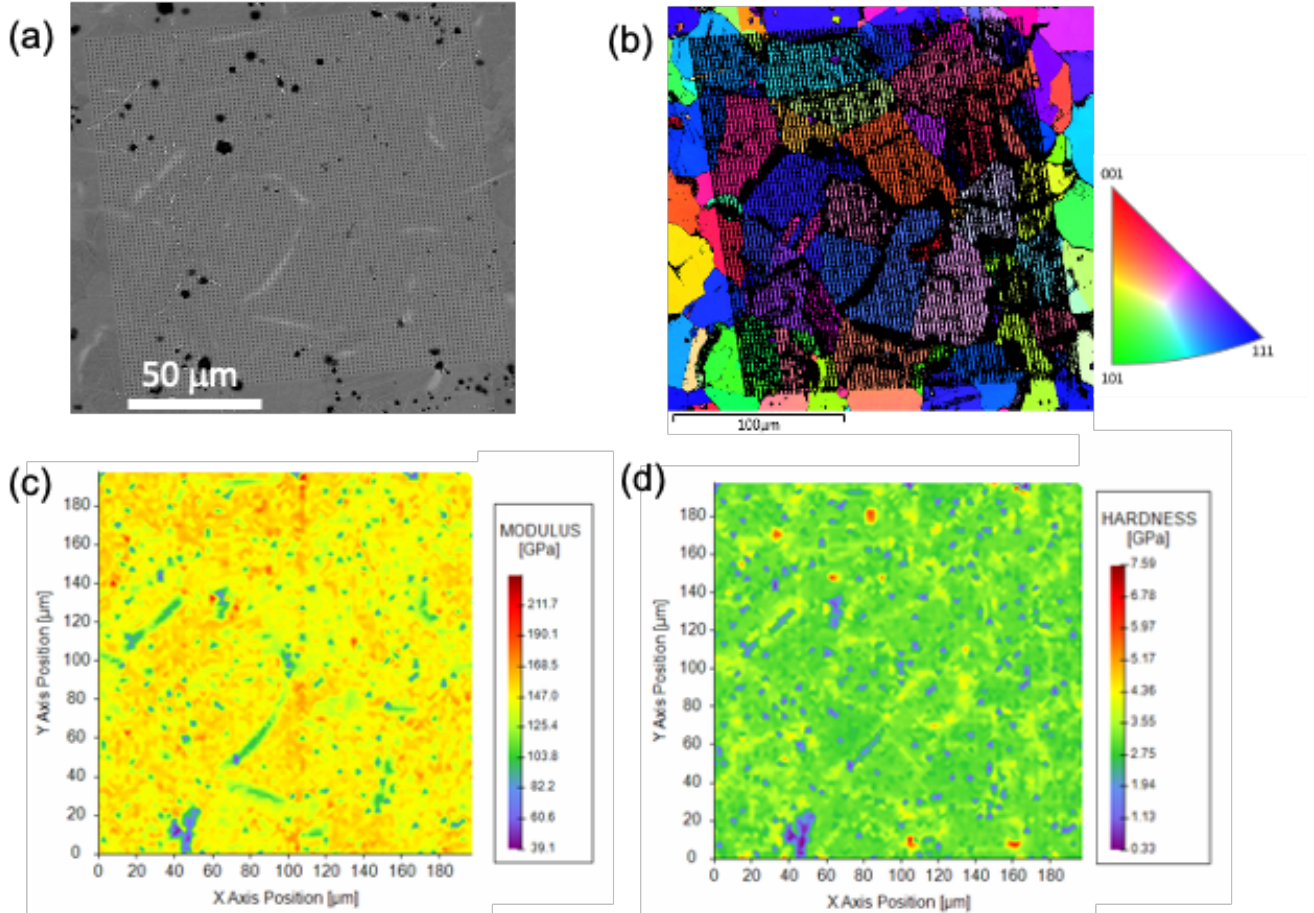 (a)
50 µm
(b)
100µm
001
101
111
(c)
180
160
140
120
100
80
60
40
20
0
Y Axis Position [µm]
0 20 40 60 80 100 120 140 160 180
X Axis Position [µm]
MODULUS
[GPa]
211.7
190.1
168.5
147.0
125.4
103.8
82.2
60.6
39.1
(d)
180
160
140
120
100
80
60
40
20
0
Y Axis Position [µm]
0 20 40 60 80 100 120 140 160 180
X Axis Position [µm]
HARDNESS
[GPa]
7.59
6.78
5.97
5.17
4.36
3.55
2.75
1.94
1.13
0.33